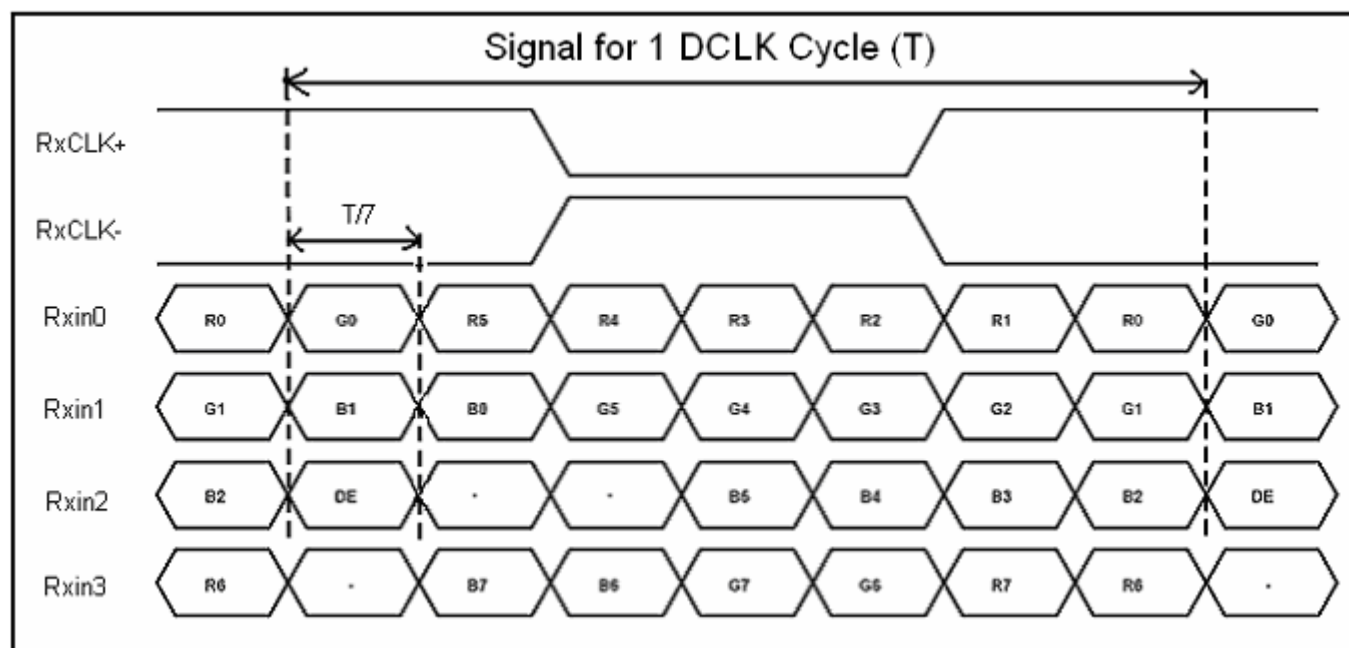 Signal for 1 DCLK Cycle (T)
RxCLK+
RxCLK-
T/7
Rxin0 R0 G0 R5 R4 R3 R2 R1 R0 G0
Rxin1 G1 B1 B0 G5 G4 G3 G2 G1 B1
Rxin2 B2 DE - - B5 B4 B3 B2 DE
Rxin3 R6 - B7 B6 G7 G6 R7 R6 -